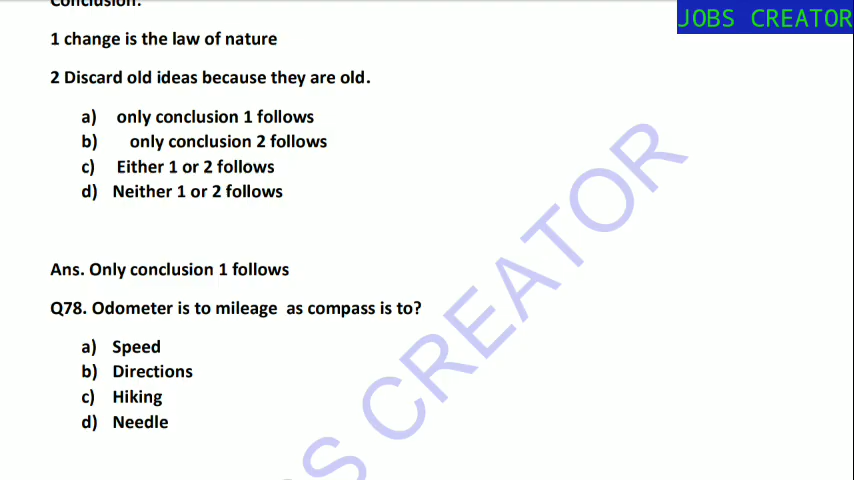 Conclusion:
JOBS CREATOR
1 change is the law of nature
2 Discard old ideas because they are old.
a) only conclusion 1 follows
b) only conclusion 2 follows
c) Either 1 or 2 follows
d) Neither 1 or 2 follows
Ans. Only conclusion 1 follows
Q78. Odometer is to mileage as compass is to?
a) Speed
b) Directions
c) Hiking
d) Needle
S CREATOR